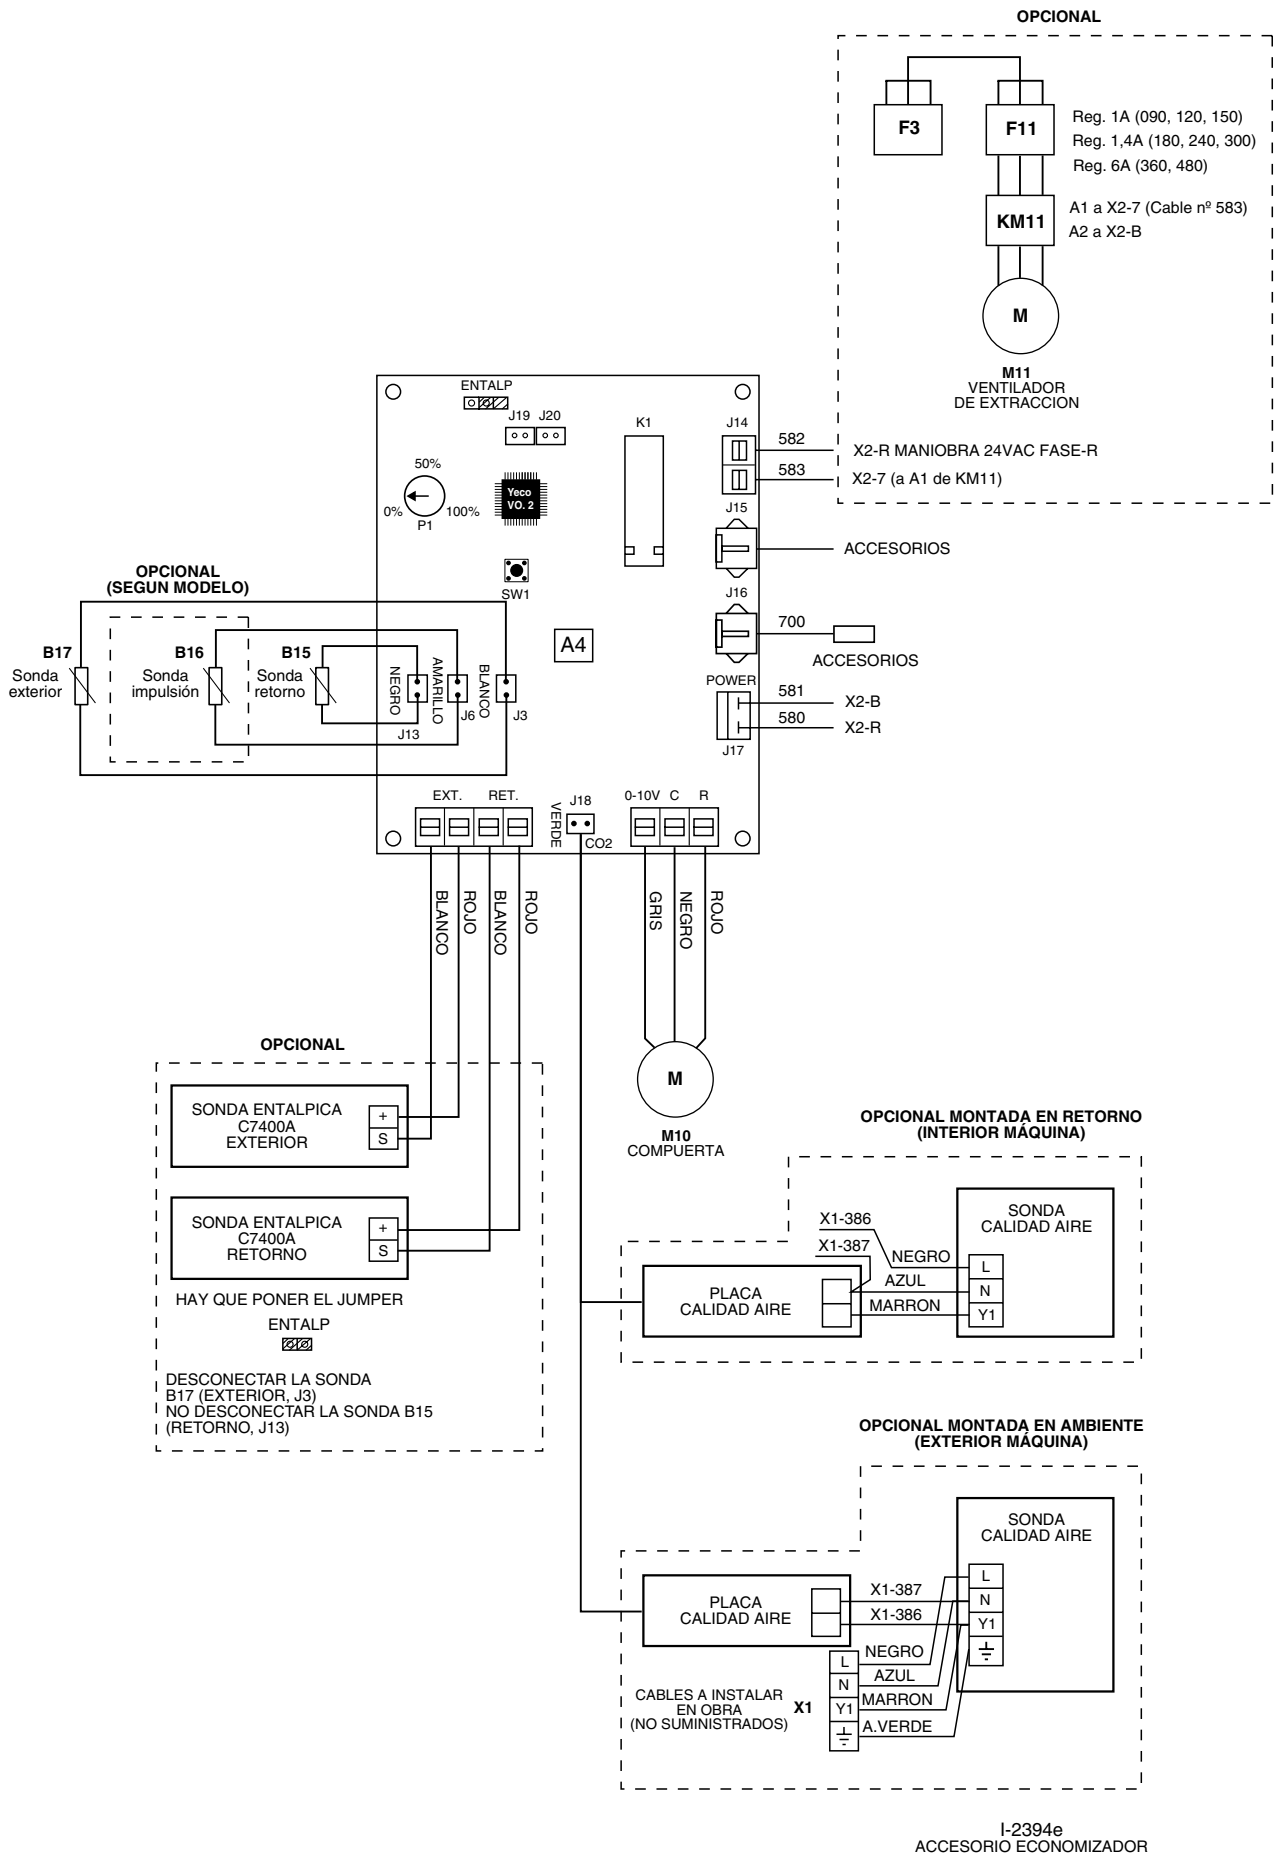 OPCIONAL
F3
F11
Reg. 1A (090, 120, 150)
Reg. 1,4A (180, 240, 300)
Reg. 6A (360, 480)
KM11
A1 a X2-7 (Cable nº 583)
A2 a X2-B
M
M11
VENTILADOR
DE EXTRACCION
ENTALP
J19 J20
K1
J14
582
X2-R MANIOBRA 24VAC FASE-R
583
X2-7 (a A1 de KM11)
50%
0%
100%
P1
Yeco
VO. 2
J15
ACCESORIOS
SW1
J16
700
ACCESORIOS
A4
OPCIONAL
(SEGUN MODELO)
B17
Sonda
exterior
B16
Sonda
impulsión
B15
Sonda
retorno
NEGRO
AMARILLO
BLANCO
J13
J6
J3
POWER
581
X2-B
580
X2-R
J17
EXT.
RET.
VERDE
J18
CO2
0-10V C R
BLANCO
ROJO
BLANCO
ROJO
GRIS
NEGRO
ROJO
M
M10
COMPUERTA
OPCIONAL
SONDA ENTALPICA
C7400A
EXTERIOR
+
S
SONDA ENTALPICA
C7400A
RETORNO
+
S
HAY QUE PONER EL JUMPER
ENTALP
DESCONECTAR LA SONDA
B17 (EXTERIOR, J3)
NO DESCONECTAR LA SONDA B15
(RETORNO, J13)
OPCIONAL MONTADA EN RETORNO
(INTERIOR MÁQUINA)
SONDA
CALIDAD AIRE
X1-386
X1-387
NEGRO
AZUL
MARRON
L
N
Y1
PLACA
CALIDAD AIRE
OPCIONAL MONTADA EN AMBIENTE
(EXTERIOR MÁQUINA)
SONDA
CALIDAD AIRE
L
N
Y1
PLACA
CALIDAD AIRE
X1-387
X1-386
CABLES A INSTALAR
EN OBRA
(NO SUMINISTRADOS)
X1
L
N
Y1
NEGRO
AZUL
MARRON
A.VERDE
I-2394e
ACCESORIO ECONOMIZADOR